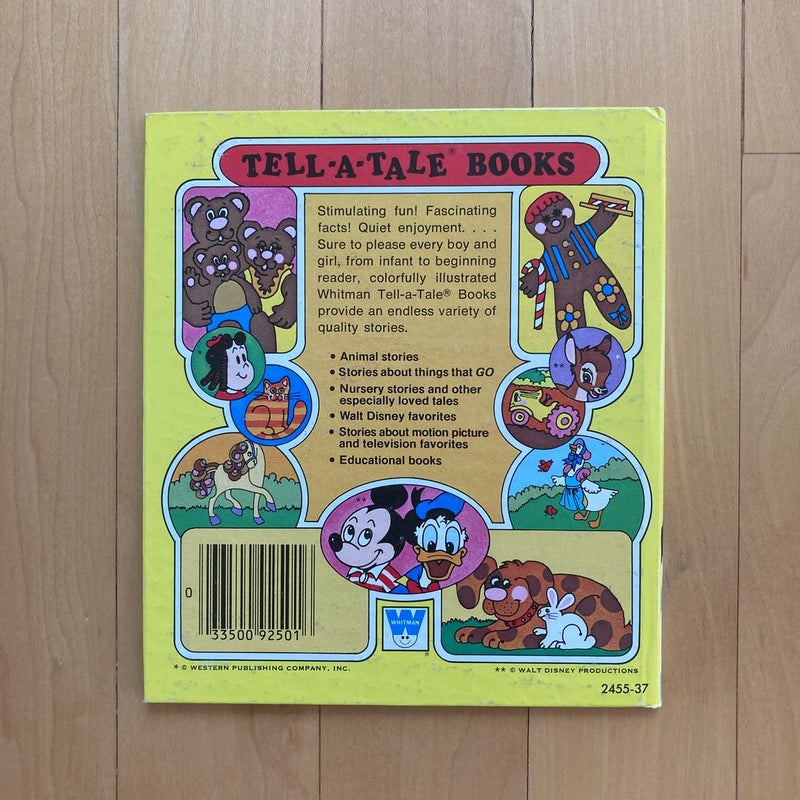 TELL-A-TALE® BOOKS
Stimulating fun! Fascinating
facts! Quiet enjoyment. . . .
Sure to please every boy and
girl, from infant to beginning
reader, colorfully illustrated
Whitman Tell-a-Tale® Books
provide an endless variety of
quality stories.
• Animal stories
• Stories about things that GO
• Nursery stories and other
especially loved tales
• Walt Disney favorites
• Stories about motion picture
and television favorites
• Educational books
**
**
0
33500 92501
WHITMAN
®
* © WESTERN PUBLISHING COMPANY, INC.
** © WALT DISNEY PRODUCTIONS
2455-37